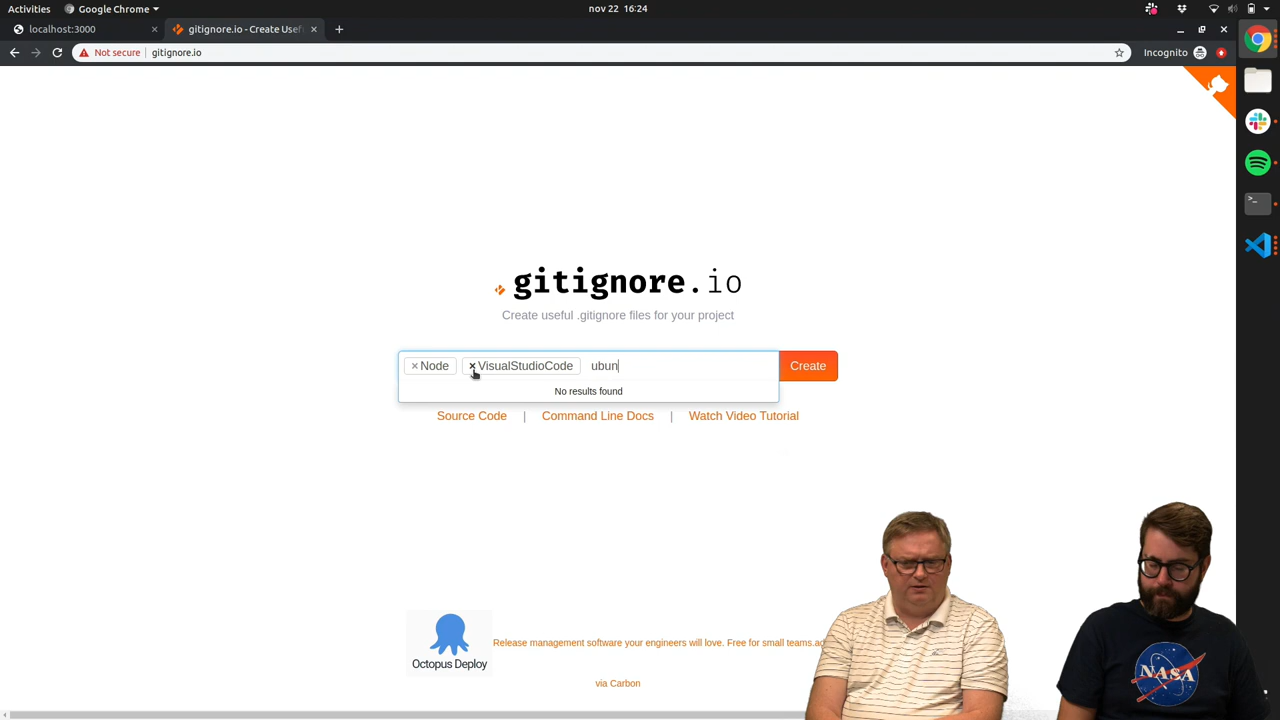 Activities
Google Chrome
nov 22 16:24
localhost:3000
gitignore.io - Create Usef
Not secure
gitignore.io
Incognito
gitignore.io
Create useful .gitignore files for your project
Node
VisualStudioCode
ubun
Create
No results found
Source Code | Command Line Docs | Watch Video Tutorial
Octopus Deploy
Release management software your engineers will love. Free for small teams.
via Carbon
NASA